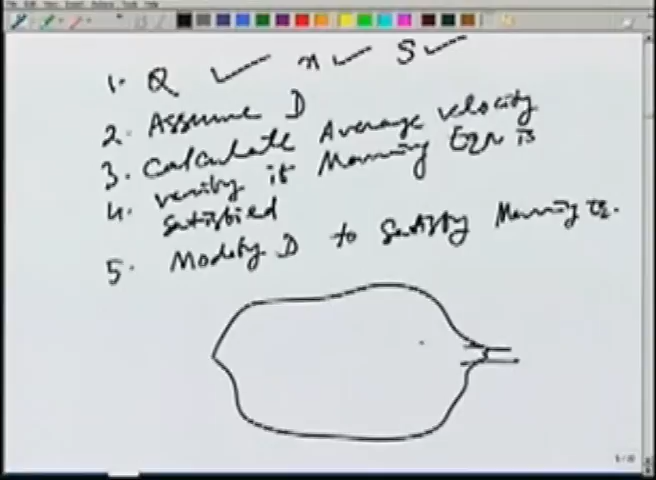 1. Q ✓ n ✓ S ✓
2. Assume D
3. Calculate Average velocity
4. verify if Manning Eqn is
satisfied
5. Modify D to Satisfy Manning Eq.